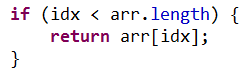 if (idx < arr.length) {
    return arr[idx];
}